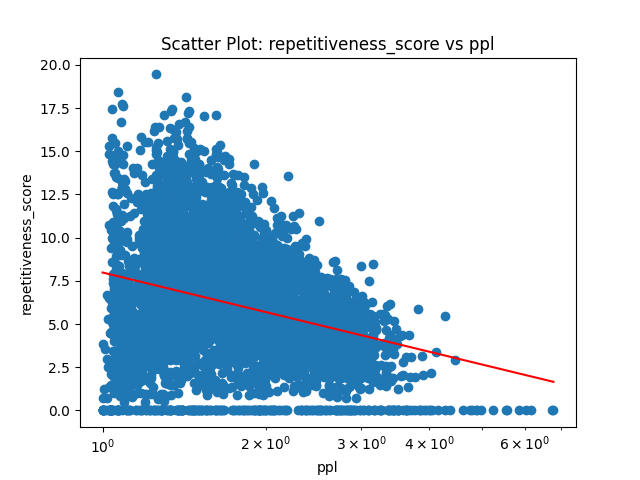 Scatter Plot: repetitiveness_score vs ppl
repetitiveness_score
20.0
17.5
15.0
12.5
10.0
7.5
5.0
2.5
0.0
10⁰
2 × 10⁰
3 × 10⁰
4 × 10⁰
6 × 10⁰
ppl